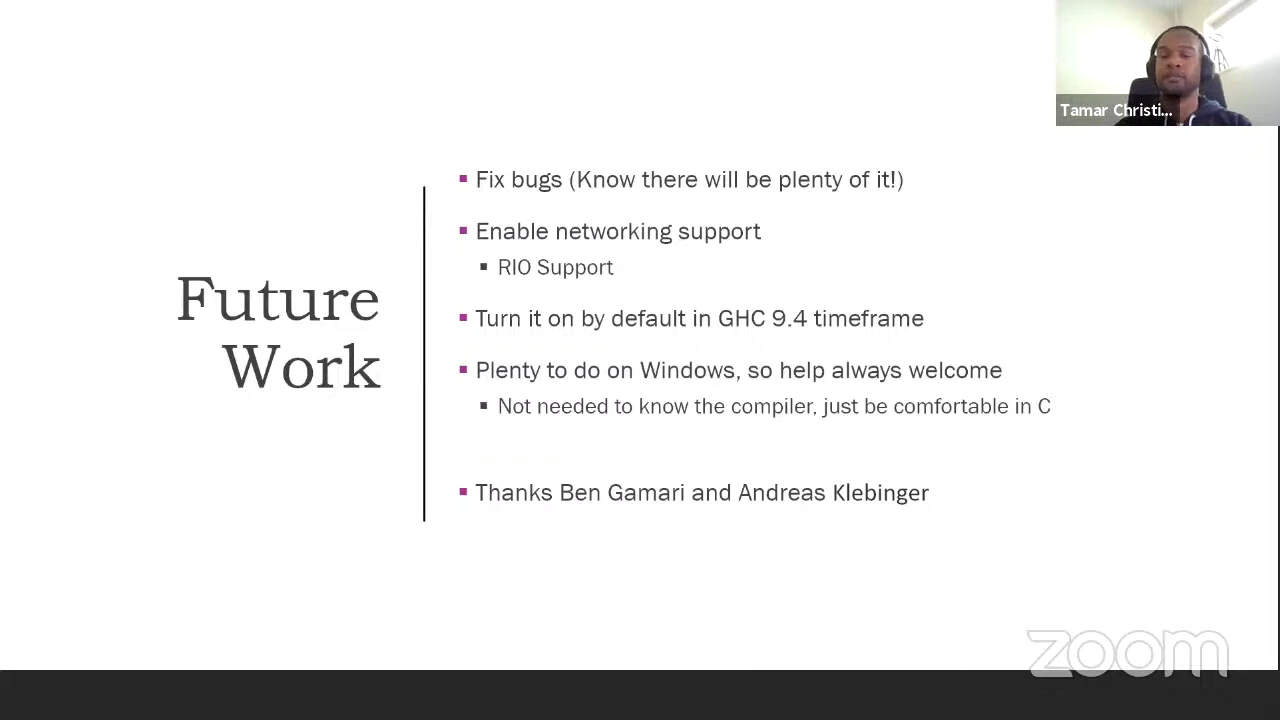 Tamar Christi...
Future
Work
Fix bugs (Know there will be plenty of it!)
Enable networking support
RIO Support
Turn it on by default in GHC 9.4 timeframe
Plenty to do on Windows, so help always welcome
Not needed to know the compiler, just be comfortable in C
Thanks Ben Gamari and Andreas Klebinger
zoom